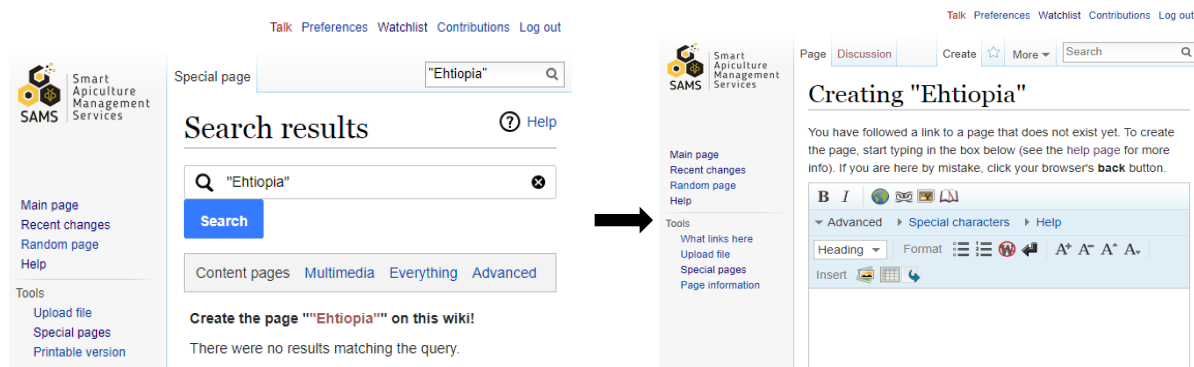 Talk Preferences Watchlist Contributions Log out
SAMS
Smart
Apiculture
Management
Services
Special page
"Ehtiopia"
Search results
Help
"Ehtiopia"
Search
Main page
Recent changes
Random page
Help
Tools
Upload file
Special pages
Printable version
Content pages Multimedia Everything Advanced
Create the page ""Ehtiopia"" on this wiki!
There were no results matching the query.
Talk Preferences Watchlist Contributions Log out
SAMS
Smart
Apiculture
Management
Services
Page Discussion Create More Search
Creating "Ehtiopia"
You have followed a link to a page that does not exist yet. To create
the page, start typing in the box below (see the help page for more
info). If you are here by mistake, click your browser's back button.
Main page
Recent changes
Random page
Help
Tools
What links here
Upload file
Special pages
Page information
B I
Advanced Special characters Help
Heading Format A+ A- A^ A˅
Insert